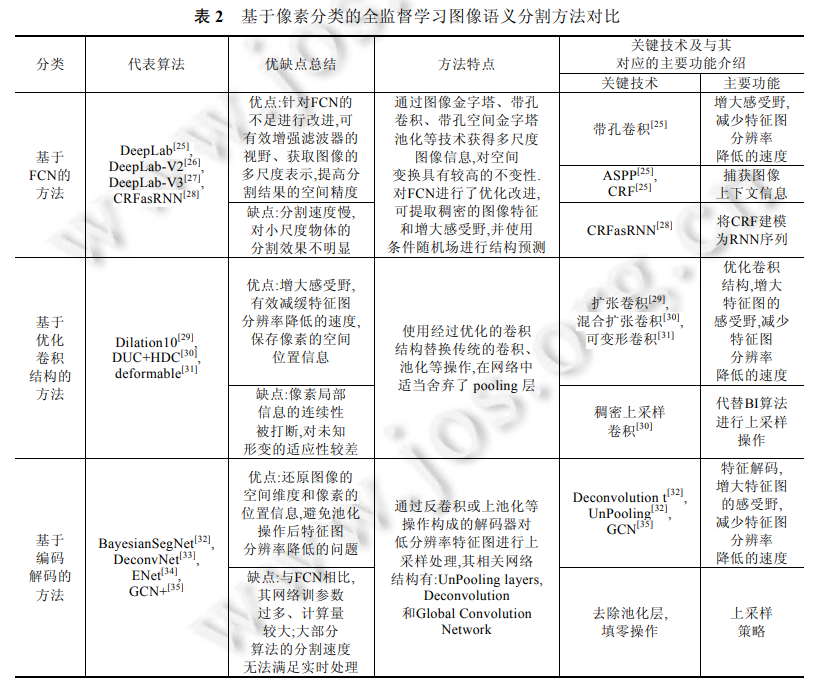 表 2 基于像素分类的全监督学习图像语义分割方法对比
分类
代表算法
优缺点总结
方法特点
关键技术及与其
对应的主要功能介绍
关键技术
主要功能
基于
FCN的
方法
DeepLab[25],
DeepLab-V2[26],
DeepLab-V3[27],
CRFasRNN[28]
优点:针对FCN的
不足进行改进,可
有效增强滤波器的
视野、获取图像的
多尺度表示,提高分
割结果的空间精度
缺点:分割速度慢,
对小尺度物体的
分割效果不明显
通过图像金字塔、带孔
卷积、带孔空间金字塔
池化等技术获得多尺度
图像信息,对空间
变换具有较高的不变性.
对FCN进行了优化改进,
可提取稠密的图像特征
和增大感受野,并使用
条件随机场进行结构预测
带孔卷积[25]
增大感受野,
减少特征图
分辨率
降低的速度
ASPP[25],
CRF[25]
捕获图像
上下文信息
CRFasRNN[28]
将CRF建模
为RNN序列
基于
优化
卷积
结构的
方法
Dilation10[29],
DUC+HDC[30],
deformable[31]
优点:增大感受野,
有效减缓特征图
分辨率降低的速度,
保存像素的空间
位置信息
缺点:像素局部
信息的连续性
被打断,对未知
形变的适应性较差
使用经过优化的卷积
结构替换传统的卷积、
池化等操作,在网络中
适当舍弃了 pooling 层
扩张卷积[29],
混合扩张卷积[30],
可变形卷积[31]
优化卷积
结构,增大
特征图的
感受野,减少
特征图
分辨率
降低的速度
稠密上采样
卷积[30]
代替BI算法
进行上采样
操作
基于
编码
解码的
方法
BayesianSegNet[32],
DeconvNet[33],
ENet[34],
GCN+[35]
优点:还原图像的
空间维度和像素的
位置信息,避免池化
操作后特征图
分辨率降低的问题
缺点:与FCN相比,
其网络训参数
过多、计算量
较大;大部分
算法的分割速度
无法满足实时处理
通过反卷积或上池化等
操作构成的解码器对
低分辨率特征图进行上
采样处理,其相关网络
结构有:UnPooling layers,
Deconvolution
和Global Convolution
Network
Deconvolution t[32],
UnPooling[32],
GCN[35]
特征解码,
增大特征图
的感受野,
减少特征图
分辨率
降低的速度
去除池化层,
填零操作
上采样
策略
www.jos.org.cn